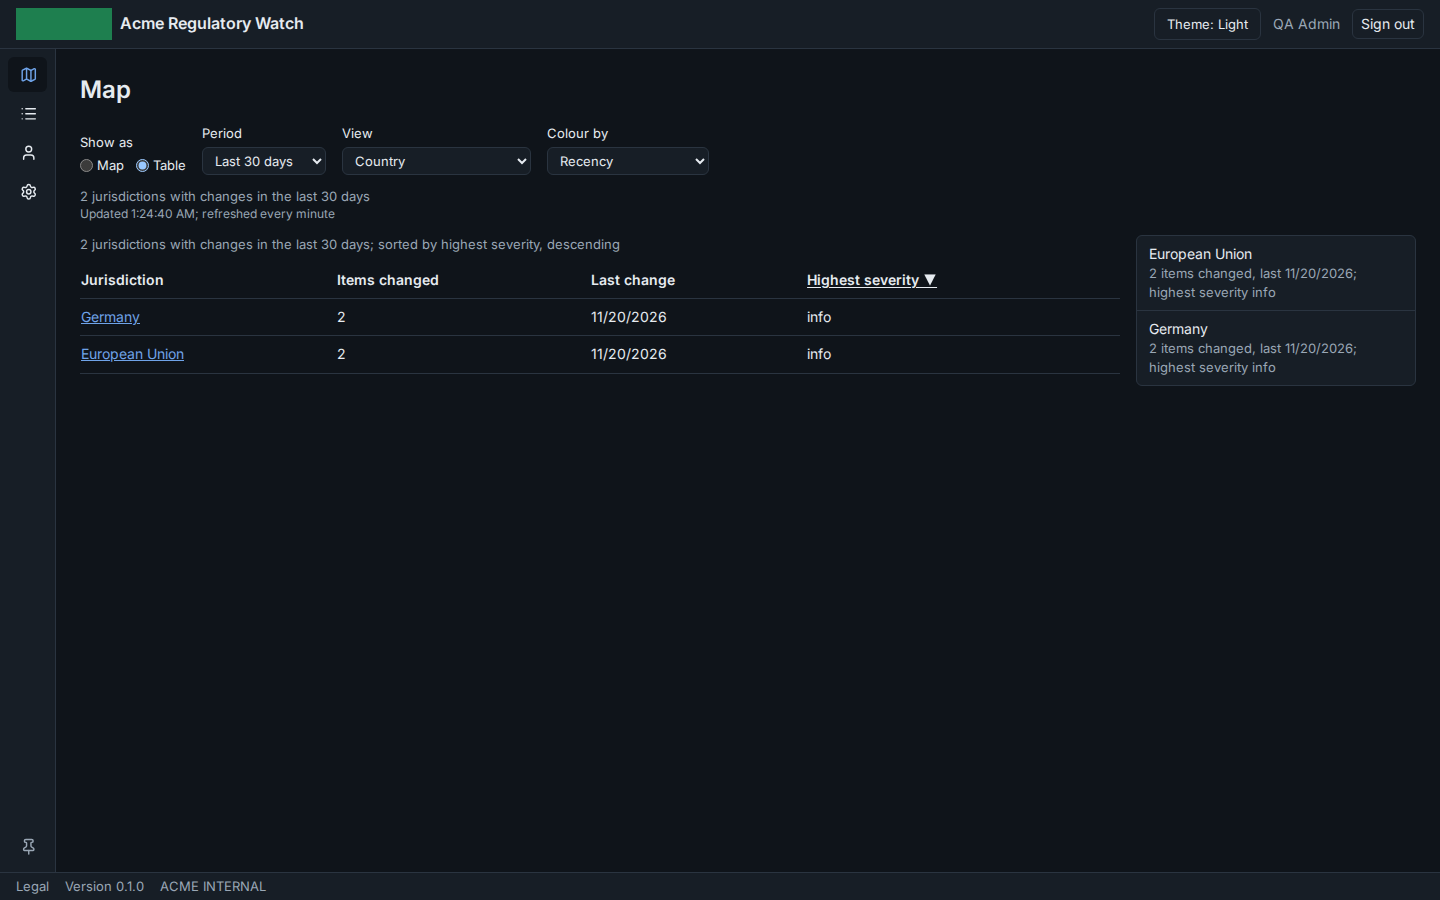 Acme Regulatory Watch
Theme: Light
QA Admin
Sign out
Map
Show as
Map
Table
Period
Last 30 days
View
Country
Colour by
Recency
2 jurisdictions with changes in the last 30 days
Updated 1:24:40 AM; refreshed every minute
2 jurisdictions with changes in the last 30 days; sorted by highest severity, descending
Jurisdiction Items changed Last change Highest severity ▼
Germany 2 11/20/2026 info
European Union 2 11/20/2026 info
European Union
2 items changed, last 11/20/2026;
highest severity info
Germany
2 items changed, last 11/20/2026;
highest severity info
Legal Version 0.1.0 ACME INTERNAL